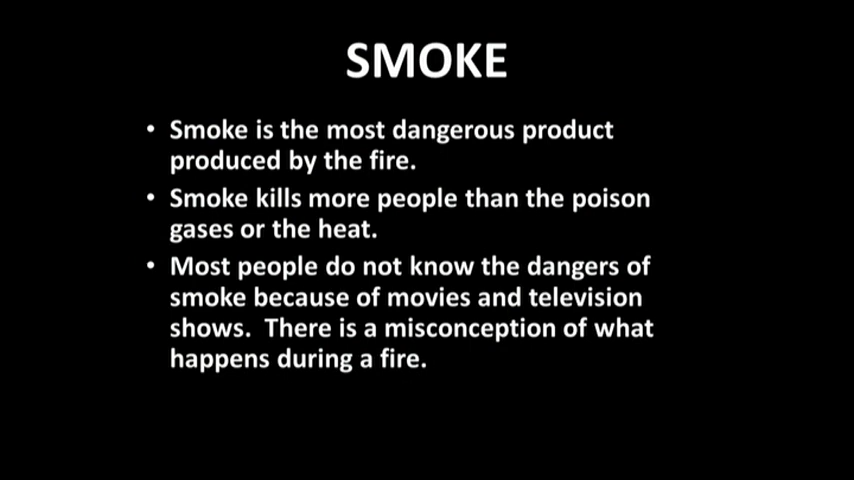 SMOKE
• Smoke is the most dangerous product
produced by the fire.
• Smoke kills more people than the poison
gases or the heat.
• Most people do not know the dangers of
smoke because of movies and television
shows.  There is a misconception of what
happens during a fire.